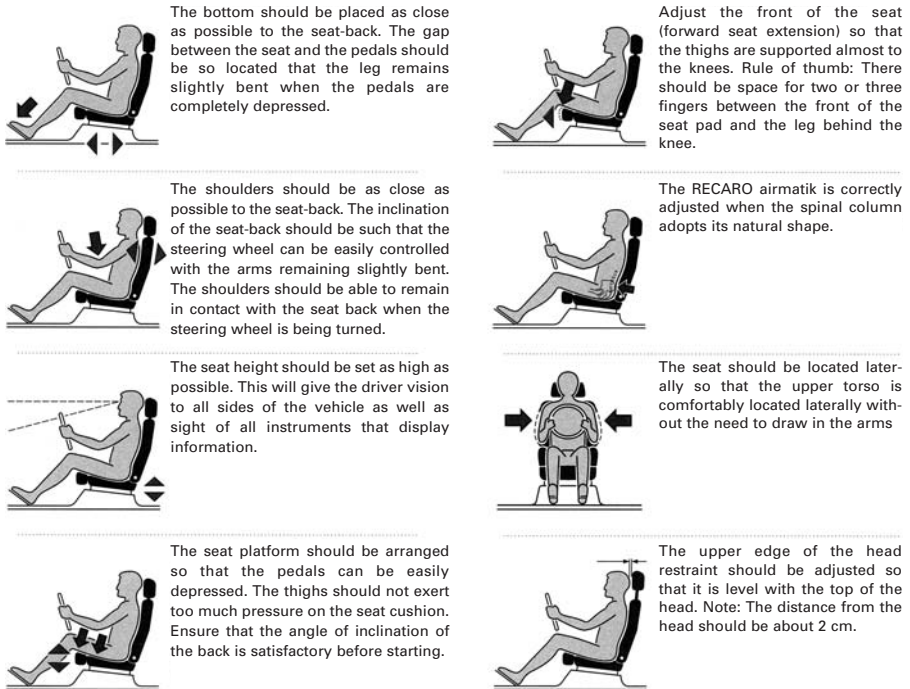 The bottom should be placed as close
as possible to the seat-back. The gap
between the seat and the pedals should
be so located that the leg remains
slightly bent when the pedals are
completely depressed.
The shoulders should be as close as
possible to the seat-back. The inclination
of the seat-back should be such that the
steering wheel can be easily controlled
with the arms remaining slightly bent.
The shoulders should be able to remain
in contact with the seat back when the
steering wheel is being turned.
The seat height should be set as high as
possible. This will give the driver vision
to all sides of the vehicle as well as
sight of all instruments that display
information.
The seat platform should be arranged
so that the pedals can be easily
depressed. The thighs should not exert
too much pressure on the seat cushion.
Ensure that the angle of inclination of
the back is satisfactory before starting.
Adjust the front of the seat
(forward seat extension) so that
the thighs are supported almost to
the knees. Rule of thumb: There
should be space for two or three
fingers between the front of the
seat pad and the leg behind the
knee.
The RECARO airmatik is correctly
adjusted when the spinal column
adopts its natural shape.
The seat should be located later-
ally so that the upper torso is
comfortably located laterally with-
out the need to draw in the arms
The upper edge of the head
restraint should be adjusted so
that it is level with the top of the
head. Note: The distance from the
head should be about 2 cm.